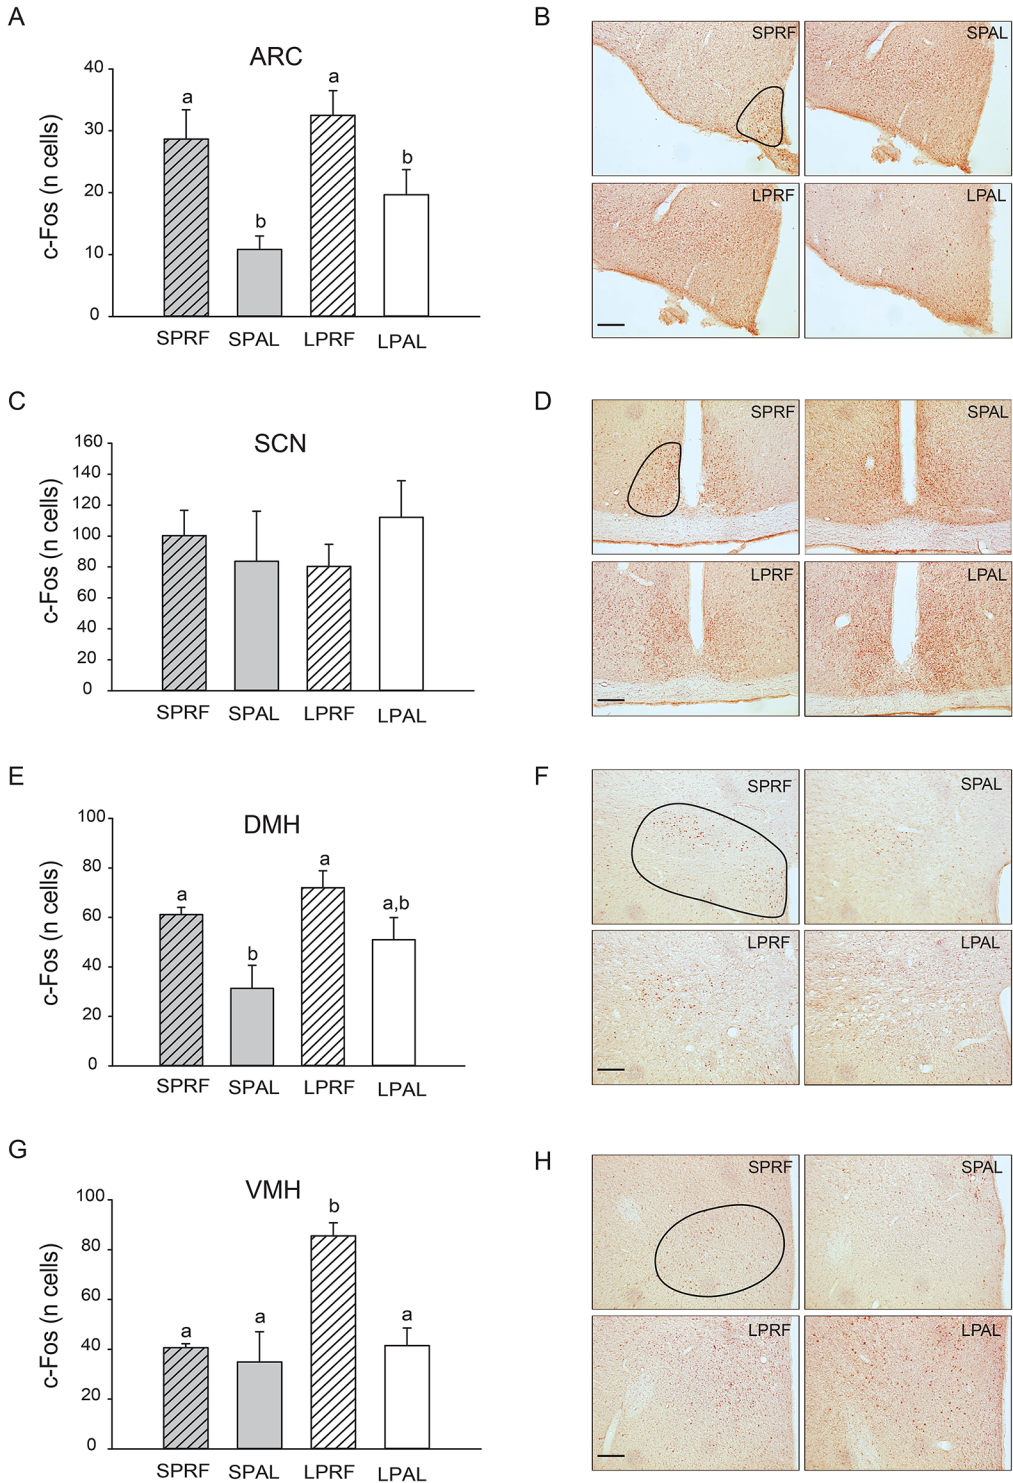 A
ARC
c-Fos (n cells)
40
30
20
10
0
a
b
a
b
SPRF
SPAL
LPRF
LPAL
B
SPRF
SPAL
LPRF
LPAL
C
SCN
c-Fos (n cells)
160
140
120
100
80
60
40
20
0
SPRF
SPAL
LPRF
LPAL
D
SPRF
SPAL
LPRF
LPAL
E
DMH
c-Fos (n cells)
100
80
60
40
20
0
a
b
a
a,b
SPRF
SPAL
LPRF
LPAL
F
SPRF
SPAL
LPRF
LPAL
G
VMH
c-Fos (n cells)
100
80
60
40
20
0
a
a
b
a
SPRF
SPAL
LPRF
LPAL
H
SPRF
SPAL
LPRF
LPAL